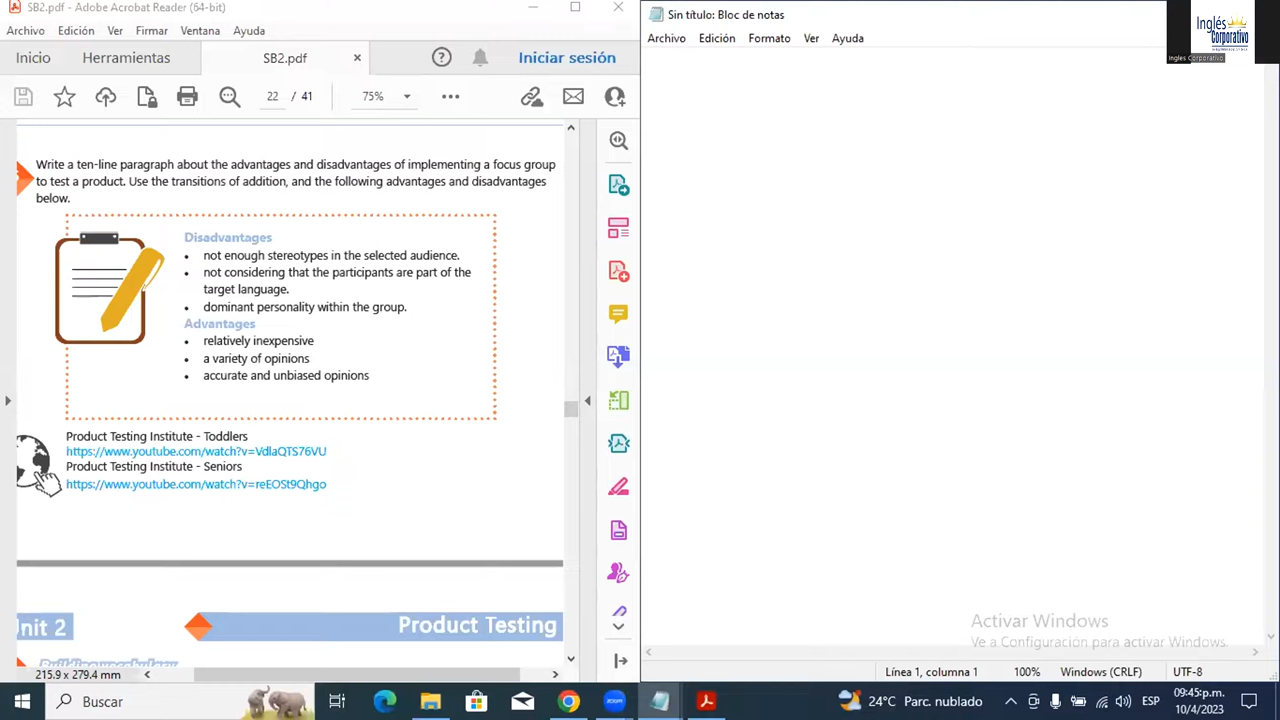 SB2.pdf - Adobe Acrobat Reader (64-bit)
Archivo Edición Ver Firmar Ventana Ayuda
Inicio Herramientas SB2.pdf Iniciar sesión
22 / 41 75%
Write a ten-line paragraph about the advantages and disadvantages of implementing a focus group
to test a product. Use the transitions of addition, and the following advantages and disadvantages
below.
Disadvantages
• not enough stereotypes in the selected audience.
• not considering that the participants are part of the
target language.
• dominant personality within the group.
Advantages
• relatively inexpensive
• a variety of opinions
• accurate and unbiased opinions
Product Testing Institute - Toddlers
https://www.youtube.com/watch?v=VdlaQTS76VU
Product Testing Institute - Seniors
https://www.youtube.com/watch?v=reEOSt9Qhgo
nit 2 Product Testing
Building vocabulary
215.9 x 279.4 mm
Sin título: Bloc de notas
Archivo Edición Formato Ver Ayuda
Inglés
Corporativo
Ingles Corporativo
Activar Windows
Ve a Configuración para activar Windows.
Línea 1, columna 1 100% Windows (CRLF) UTF-8
Buscar zoom 24°C Parc. nublado ESP 09:45p.m.
10/4/2023